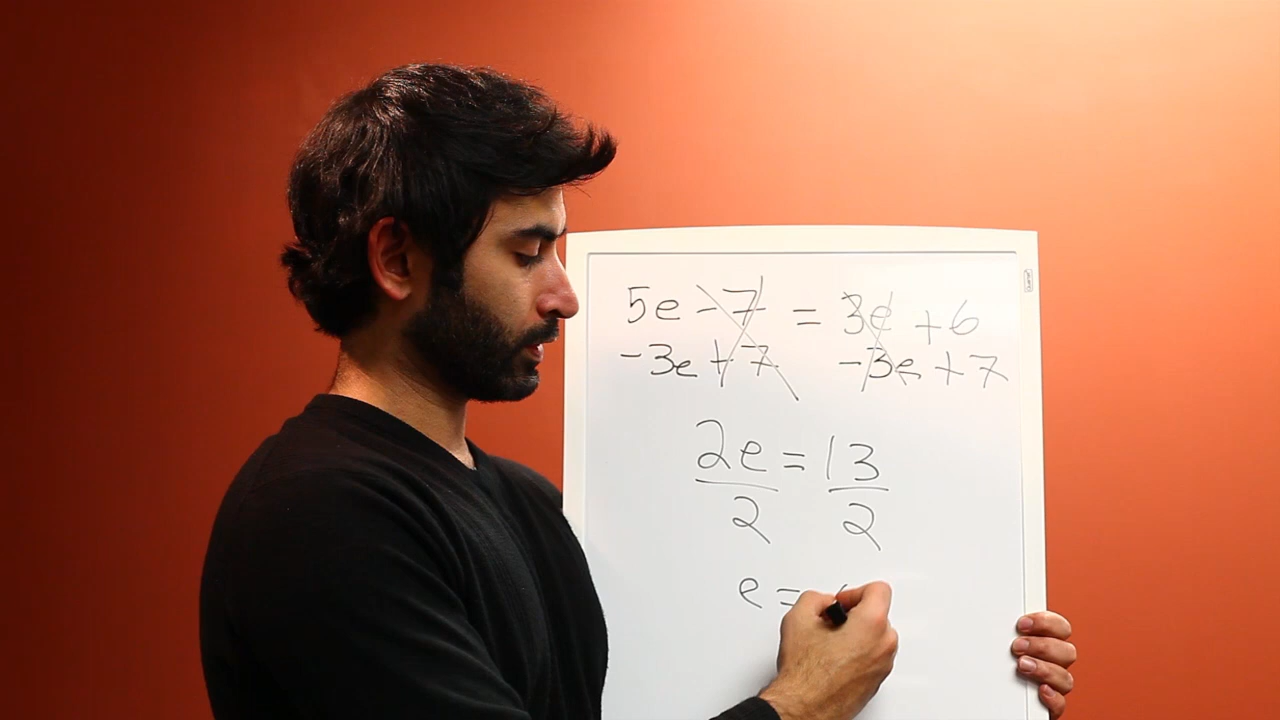 5e - 7 = 3e + 6
-3e + 7 -3e + 7
2e = 13
2 2
e =